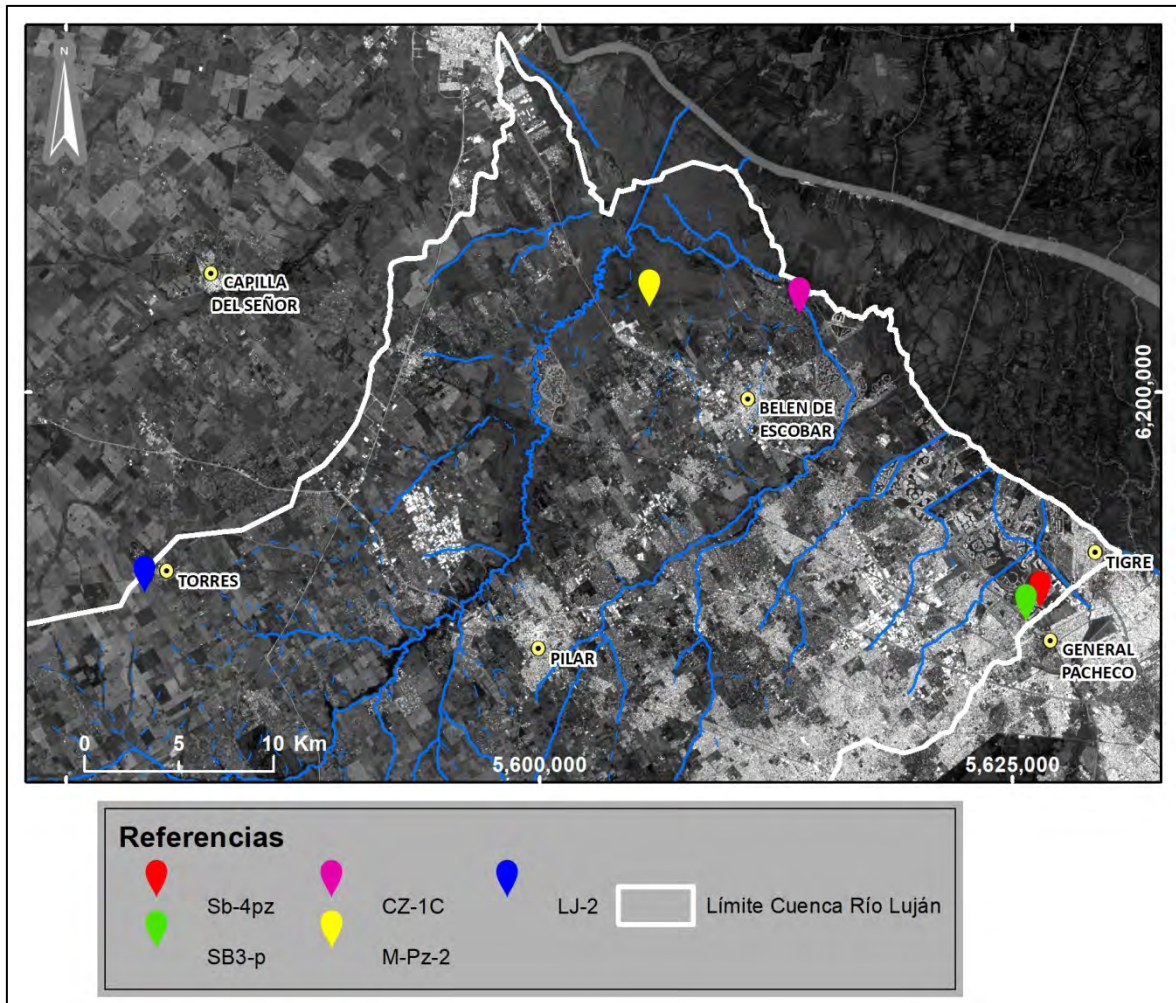 N
CAPILLA
DEL SEÑOR
BELEN DE
ESCOBAR
6,200,000
TORRES
TIGRE
PILAR
GENERAL
PACHECO
0 5 10 Km
5,600,000
5,625,000
Referencias
Sb-4pz
CZ-1C
LJ-2
Límite Cuenca Río Luján
SB3-p
M-Pz-2